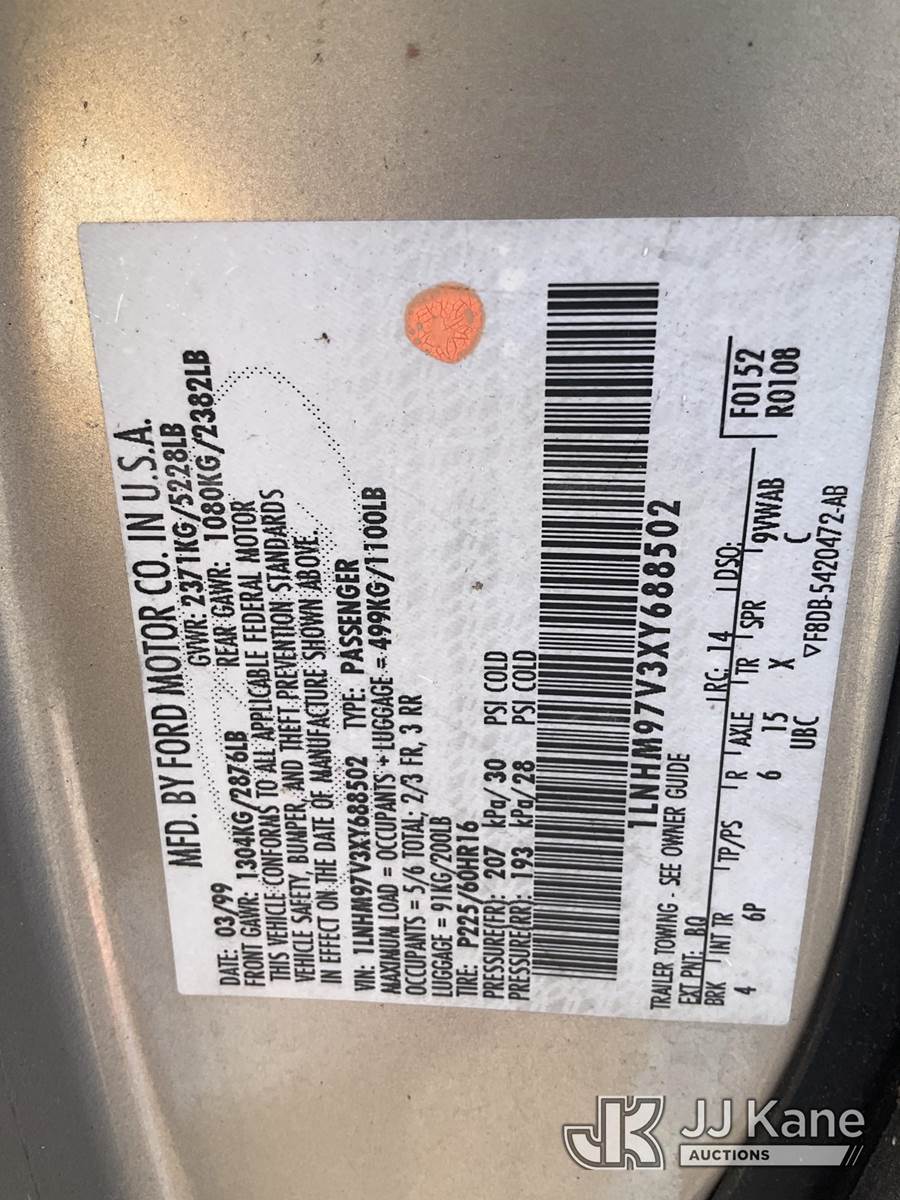 MFD. BY FORD MOTOR CO. IN U.S.A.
DATE: 03/99 GVWR: 2371KG/5228LB
FRONT GAWR: 1304KG/2876LB REAR GAWR: 1080KG/2382LB
THIS VEHICLE CONFORMS TO ALL APPLICABLE FEDERAL MOTOR
VEHICLE SAFETY, BUMPER, AND THEFT PREVENTION STANDARDS
IN EFFECT ON THE DATE OF MANUFACTURE SHOWN ABOVE.
VIN: 1LNHM97V3XY688502 TYPE: PASSENGER
MAXIMUM LOAD = OCCUPANTS + LUGGAGE = 499KG/1100LB
OCCUPANTS = 5/6 TOTAL; 2/3 FR, 3 RR
LUGGAGE = 91KG/200LB
TIRE: P225/60HR16
PRESSURE(FR): 207 kPa/30 PSI COLD
PRESSURE(RR): 193 kPa/28 PSI COLD
1LNHM97V3XY688502
TRAILER TOWING - SEE OWNER GUIDE
EXT PNT: BQ RC: 14 DSO: F0152
BRK INT TR TP/PS R AXLE TR SPR R0108
4 6P 6 15 X 9VWAB
UBC C
▽F8DB-5420472-AB
JK JJ Kane
AUCTIONS